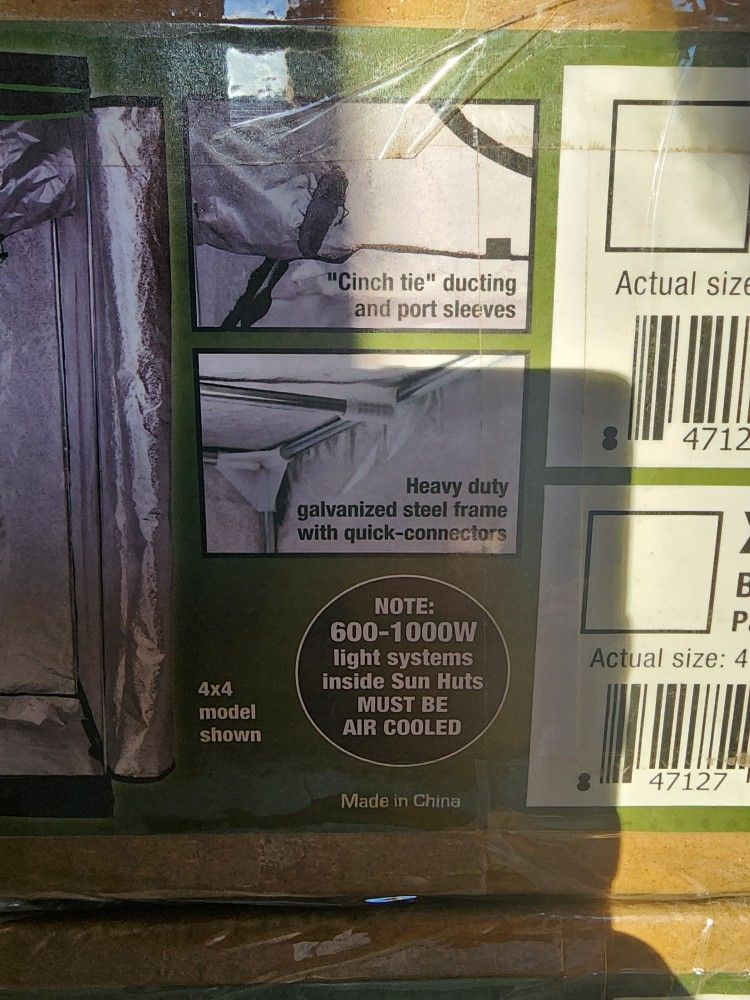 "Cinch tie" ducting
and port sleeves
Heavy duty
galvanized steel frame
with quick-connectors
NOTE:
600-1000W
light systems
inside Sun Huts
MUST BE
AIR COOLED
4x4
model
shown
Made in China
Actual size
8 4712
B
P
Actual size: 4
8 47127